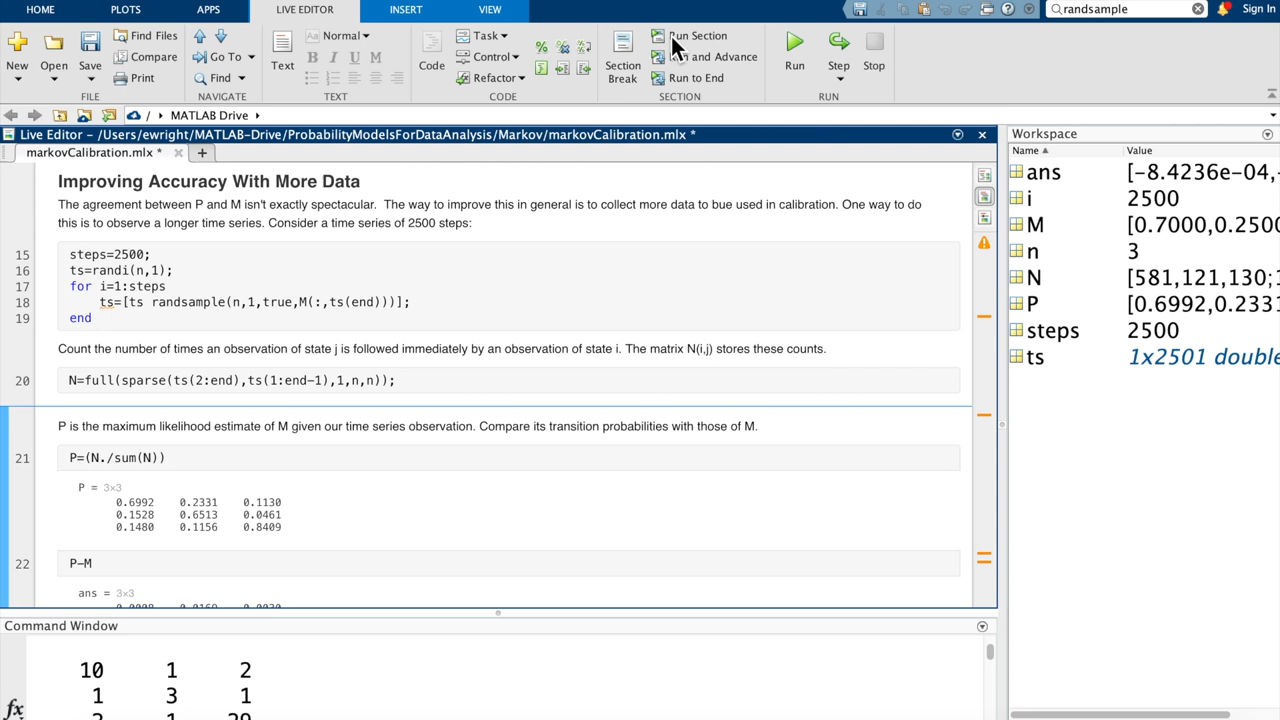 HOME PLOTS APPS LIVE EDITOR INSERT VIEW
randsample
Sign In
New
Open
Save
Find Files
Compare
Print
FILE
Go To
Find
NAVIGATE
Text
Aa Normal
B I U M
TEXT
Code
Task
Control
Refactor
CODE
Section
Break
Run Section
and Advance
Run to End
SECTION
Run
Step
Stop
RUN
/ MATLAB Drive
Live Editor – /Users/ewright/MATLAB-Drive/ProbabilityModelsForDataAnalysis/Markov/markovCalibration.mlx *
markovCalibration.mlx *
Improving Accuracy With More Data
The agreement between P and M isn't exactly spectacular. The way to improve this in general is to collect more data to bue used in calibration. One way to do
this is to observe a longer time series. Consider a time series of 2500 steps:
15 steps=2500;
16 ts=randi(n,1);
17 for i=1:steps
18 ts=[ts randsample(n,1,true,M(:,ts(end)))];
19 end
Count the number of times an observation of state j is followed immediately by an observation of state i. The matrix N(i,j) stores these counts.
20 N=full(sparse(ts(2:end),ts(1:end-1),1,n,n));
P is the maximum likelihood estimate of M given our time series observation. Compare its transition probabilities with those of M.
21 P=(N./sum(N))
P = 3×3
0.6992 0.2331 0.1130
0.1528 0.6513 0.0461
0.1480 0.1156 0.8409
22 P-M
ans = 3×3
Command Window
10 1 2
1 3 1
fx
Workspace
Name Value
ans [-8.4236e-04,
i 2500
M [0.7000,0.2500
n 3
N [581,121,130;
P [0.6992,0.2331
steps 2500
ts 1x2501 double